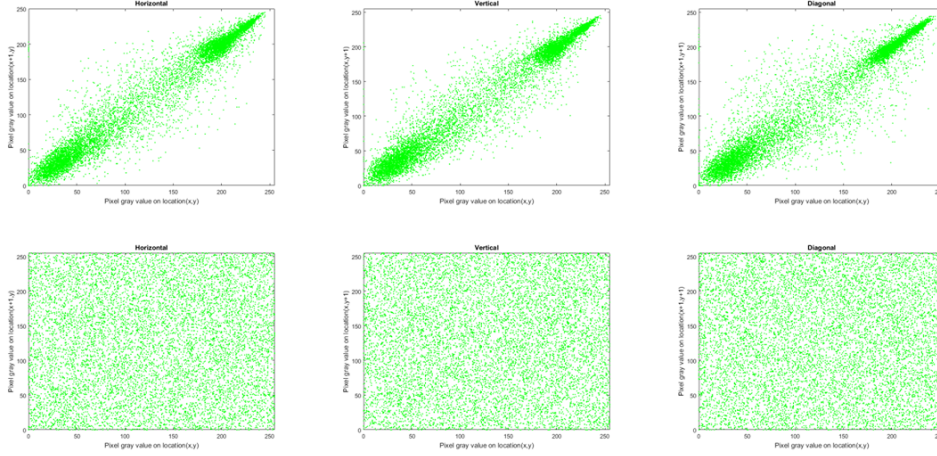 Horizontal
Pixel gray value on location(x+1,y)
250
200
150
100
50
0
0 50 100 150 200 250
Pixel gray value on location(x,y)
Vertical
Pixel gray value on location(x,y+1)
250
200
150
100
50
0
0 50 100 150 200 250
Pixel gray value on location(x,y)
Diagonal
Pixel gray value on location(x+1,y+1)
250
200
150
100
50
0
0 50 100 150 200
Pixel gray value on location(x,y)
Horizontal
Pixel gray value on location(x+1,y)
250
200
150
100
50
0
0 50 100 150 200 250
Pixel gray value on location(x,y)
Vertical
Pixel gray value on location(x,y+1)
250
200
150
100
50
0
0 50 100 150 200 250
Pixel gray value on location(x,y)
Diagonal
Pixel gray value on location(x+1,y+1)
250
200
150
100
50
0
0 50 100 150 200
Pixel gray value on location(x,y)